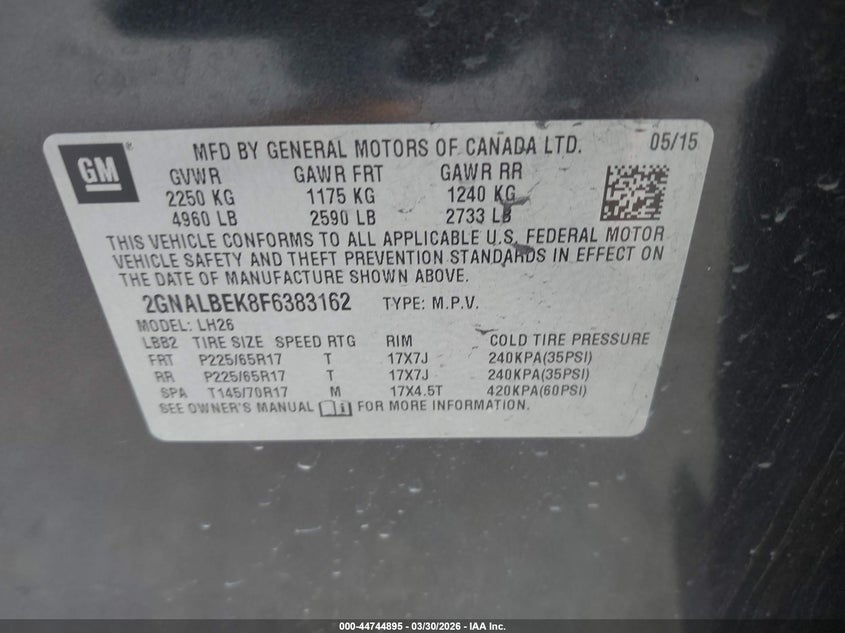 GM
MFD BY GENERAL MOTORS OF CANADA LTD. 05/15
GVWR GAWR FRT GAWR RR
2250 KG 1175 KG 1240 KG
4960 LB 2590 LB 2733 LB
THIS VEHICLE CONFORMS TO ALL APPLICABLE U.S. FEDERAL MOTOR
VEHICLE SAFETY AND THEFT PREVENTION STANDARDS IN EFFECT ON
THE DATE OF MANUFACTURE SHOWN ABOVE.
2GNALBEK8F6383162 TYPE: M.P.V.
MODEL: LH26
LBB2 TIRE SIZE SPEED RTG RIM COLD TIRE PRESSURE
FRT P225/65R17 T 17X7J 240KPA(35PSI)
RR P225/65R17 T 17X7J 240KPA(35PSI)
SPA T145/70R17 M 17X4.5T 420KPA(60PSI)
SEE OWNER'S MANUAL FOR MORE INFORMATION.
000-44744895 - 03/30/2026 - IAA Inc.